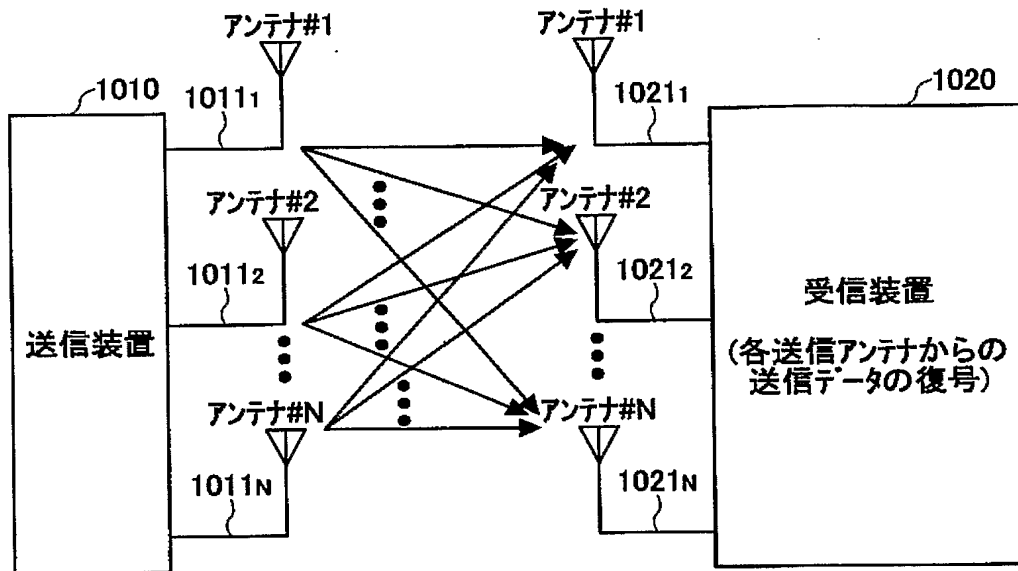 アンテナ#1
アンテナ#1
1010
1011₁
1021₁
1020
アンテナ#2
アンテナ#2
1011₂
1021₂
送信装置
受信装置
(各送信アンテナからの
送信データの復号)
アンテナ#N
アンテナ#N
1011N
1021N